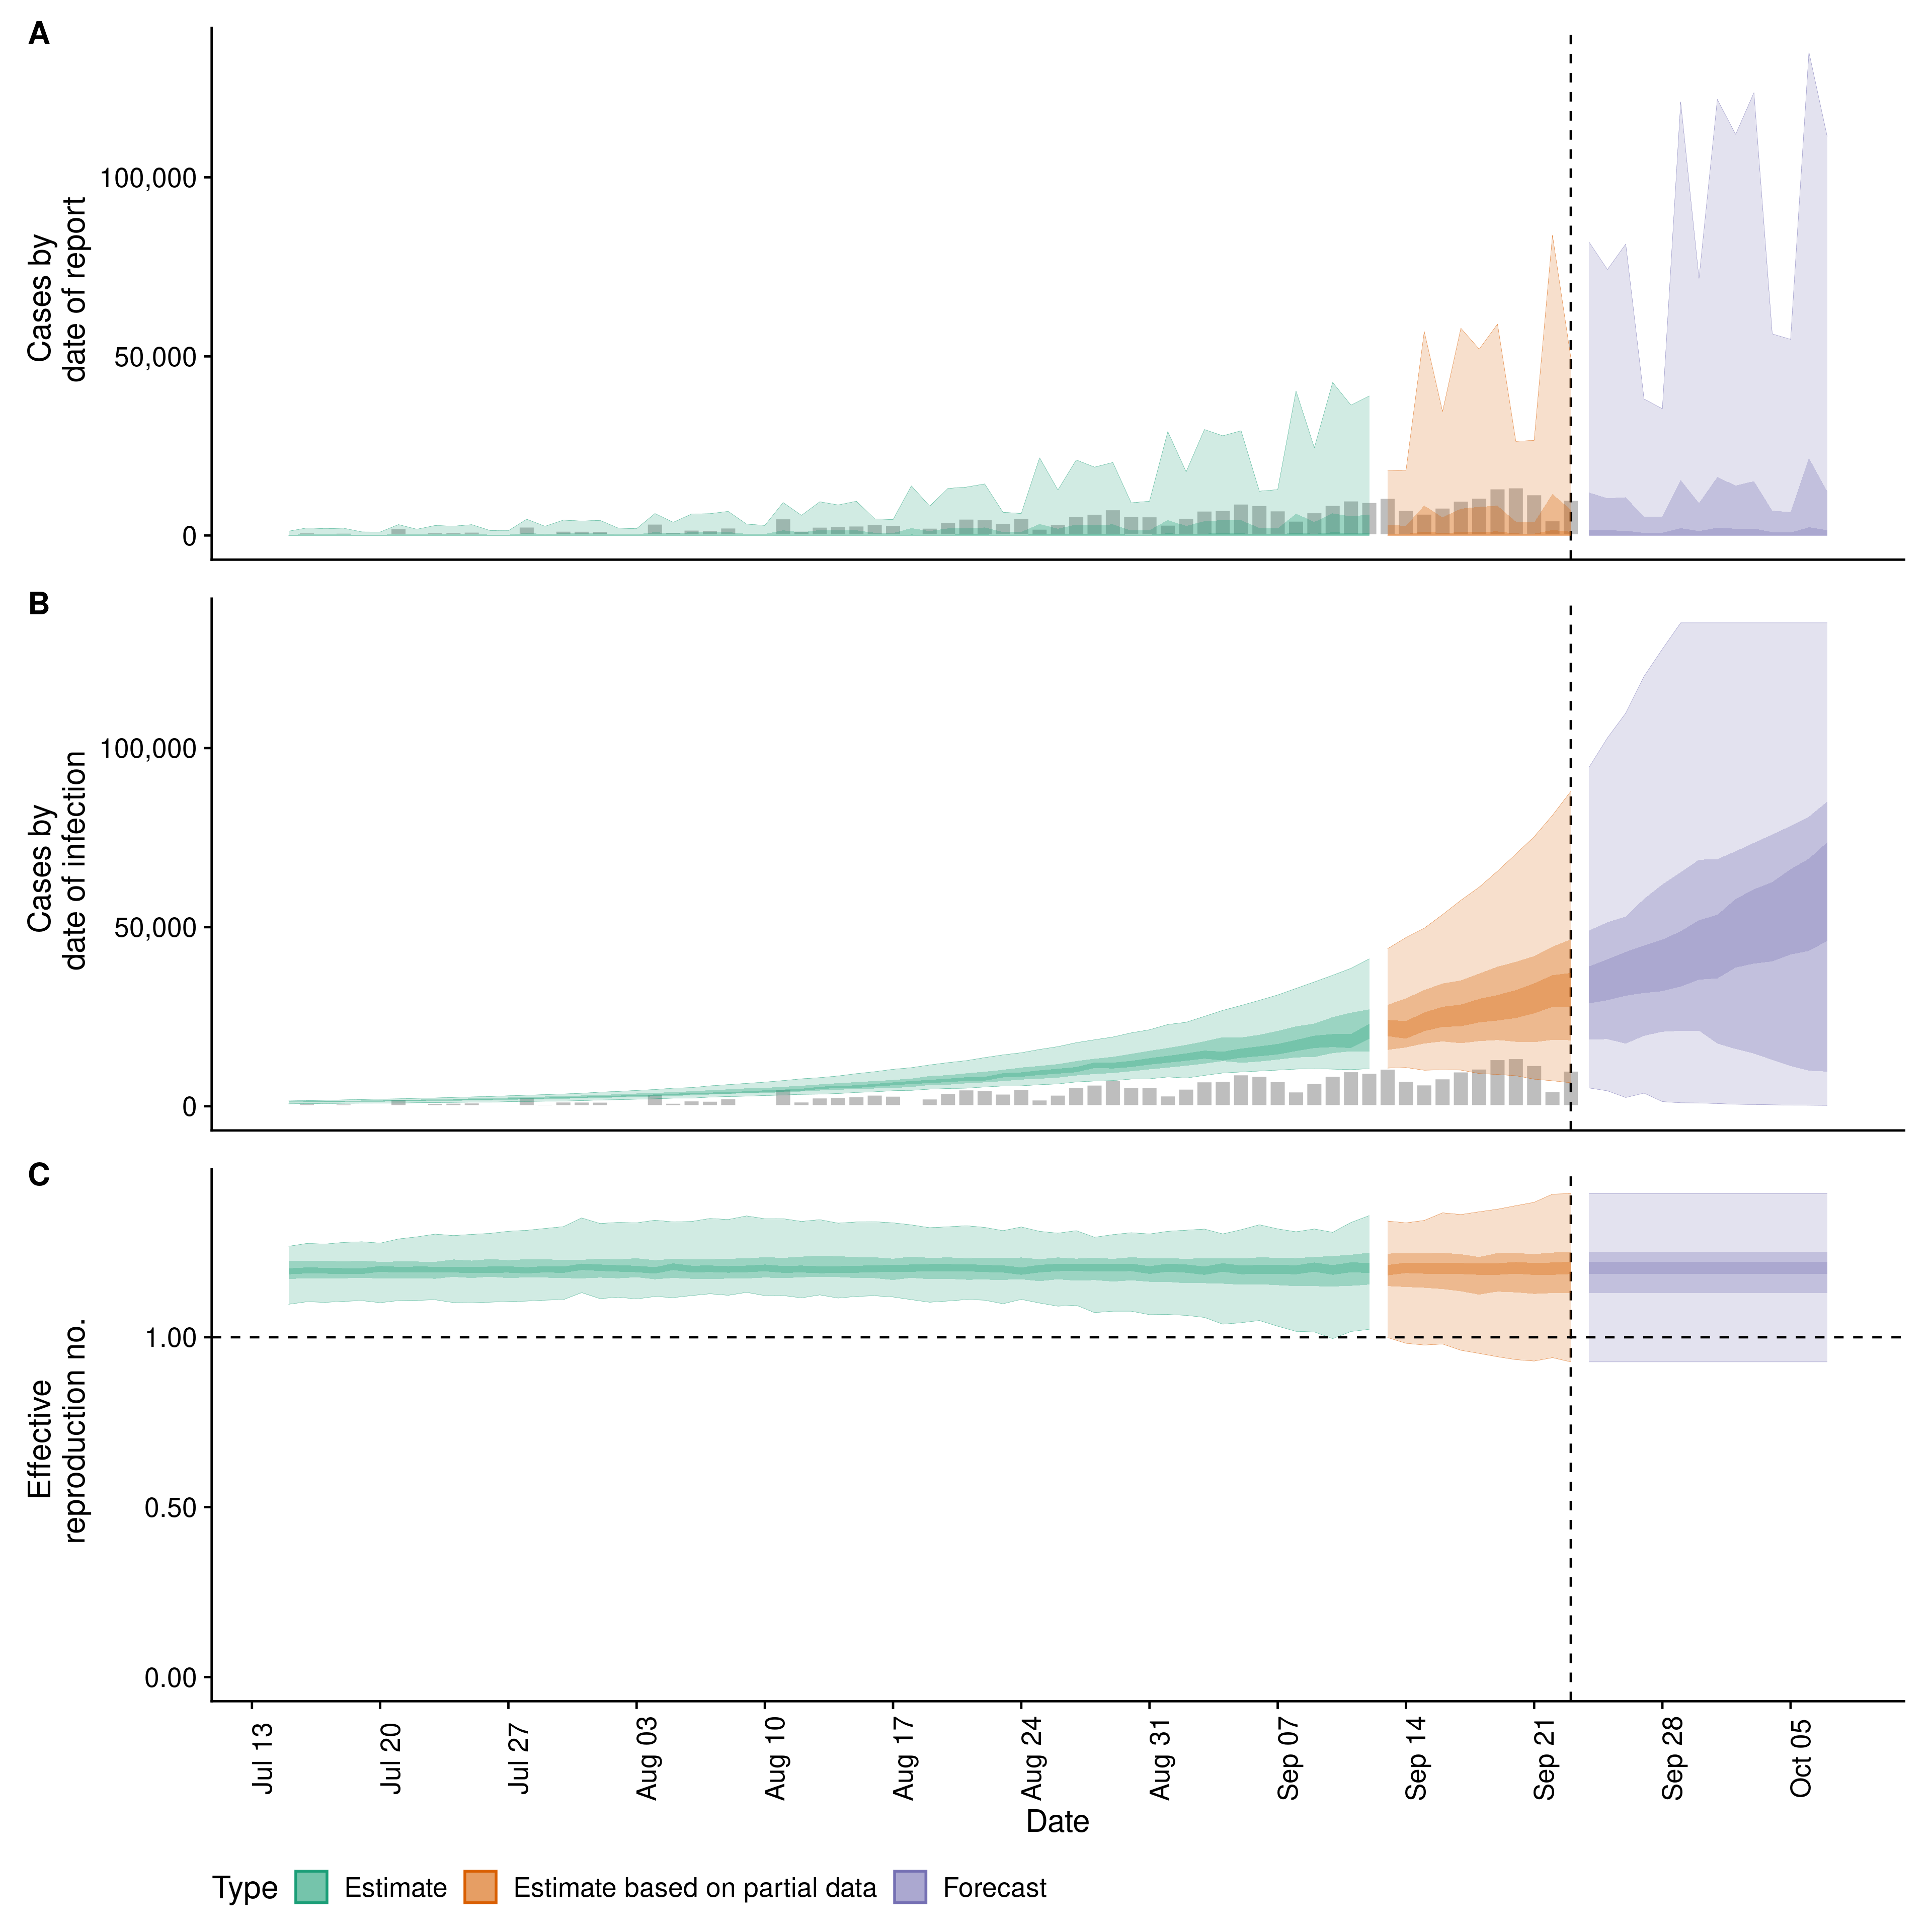 A
Cases by
date of report
100,000
50,000
0
B
Cases by
date of infection
100,000
50,000
0
C
Effective
reproduction no.
1.00
0.50
0.00
Jul 13
Jul 20
Jul 27
Aug 03
Aug 10
Aug 17
Aug 24
Aug 31
Sep 07
Sep 14
Sep 21
Sep 28
Oct 05
Date
Type Estimate Estimate based on partial data Forecast